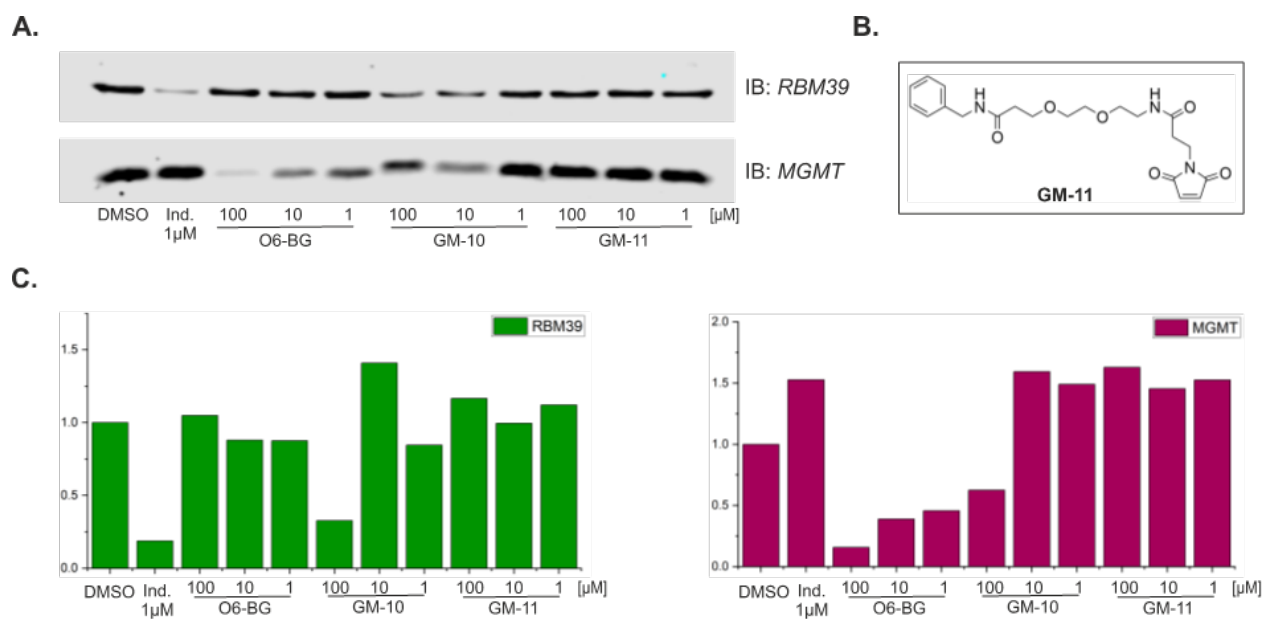 A.
B.
IB: RBM39
IB: MGMT
DMSO Ind. 1µM 100 10 1 100 10 1 100 10 1 [µM]
O6-BG GM-10 GM-11
H
N
O
O
O
H
N
O
N
O
O
GM-11
C.
RBM39
1.5
1.0
0.5
0.0
DMSO Ind. 1µM 100 10 1 100 10 1 100 10 1 [µM]
O6-BG GM-10 GM-11
MGMT
2.0
1.5
1.0
0.5
0.0
DMSO Ind. 1µM 100 10 1 100 10 1 100 10 1 [µM]
O6-BG GM-10 GM-11